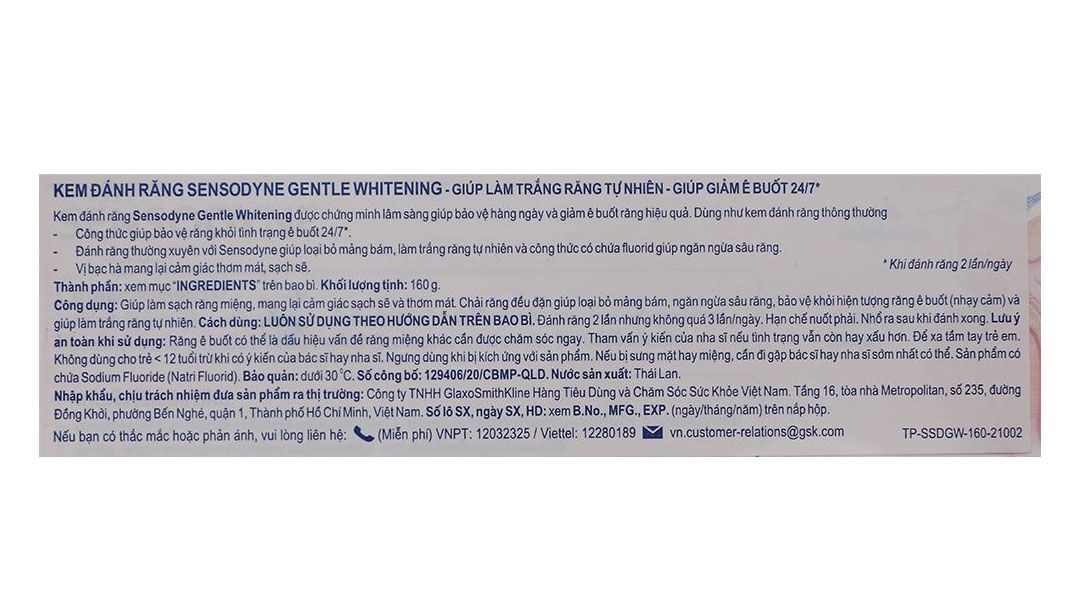 KEM ĐÁNH RĂNG SENSODYNE GENTLE WHITENING - GIÚP LÀM TRẮNG RĂNG TỰ NHIÊN - GIÚP GIẢM Ê BUỐT 24/7*
Kem đánh răng Sensodyne Gentle Whitening được chứng minh lâm sàng giúp bảo vệ hàng ngày và giảm ê buốt răng hiệu quả. Dùng như kem đánh răng thông thường
- Công thức giúp bảo vệ răng khỏi tình trạng ê buốt 24/7*.
- Đánh răng thường xuyên với Sensodyne giúp loại bỏ mảng bám, làm trắng răng tự nhiên và công thức có chứa fluorid giúp ngăn ngừa sâu răng.
- Vị bạc hà mang lại cảm giác thơm mát, sạch sẽ. * Khi đánh răng 2 lần/ngày
Thành phần: xem mục "INGREDIENTS" trên bao bì. Khối lượng tịnh: 160 g.
Công dụng: Giúp làm sạch răng miệng, mang lại cảm giác sạch sẽ và thơm mát. Chải răng đều đặn giúp loại bỏ mảng bám, ngăn ngừa sâu răng, bảo vệ khỏi hiện tượng răng ê buốt (nhạy cảm) và
giúp làm trắng răng tự nhiên. Cách dùng: LUÔN SỬ DỤNG THEO HƯỚNG DẪN TRÊN BAO BÌ. Đánh răng 2 lần nhưng không quá 3 lần/ngày. Hạn chế nuốt phải. Nhổ ra sau khi đánh xong. Lưu ý
an toàn khi sử dụng: Răng ê buốt có thể là dấu hiệu vấn đề răng miệng khác cần được chăm sóc ngay. Tham vấn ý kiến của nha sĩ nếu tình trạng vẫn còn hay xấu hơn. Để xa tầm tay trẻ em.
Không dùng cho trẻ < 12 tuổi trừ khi có ý kiến của bác sĩ hay nha sĩ. Ngưng dùng khi bị kích ứng với sản phẩm. Nếu bị sưng mặt hay miệng, cần đi gặp bác sĩ hay nha sĩ sớm nhất có thể. Sản phẩm có
chứa Sodium Fluoride (Natri Fluorid). Bảo quản: dưới 30°C. Số công bố: 129406/20/CBMP-QLD. Nước sản xuất: Thái Lan.
Nhập khẩu, chịu trách nhiệm đưa sản phẩm ra thị trường: Công ty TNHH GlaxoSmithKline Hàng Tiêu Dùng và Chăm Sóc Sức Khỏe Việt Nam. Tầng 16, tòa nhà Metropolitan, số 235, đường
Đồng Khởi, phường Bến Nghé, quận 1, Thành phố Hồ Chí Minh, Việt Nam. Số lô SX, ngày SX, HD: xem B.No., MFG., EXP. (ngày/tháng/năm) trên nắp hộp.
Nếu bạn có thắc mắc hoặc phản ánh, vui lòng liên hệ: (Miễn phí) VNPT: 12032325 / Viettel: 12280189 vn.customer-relations@gsk.com TP-SSDGW-160-21002